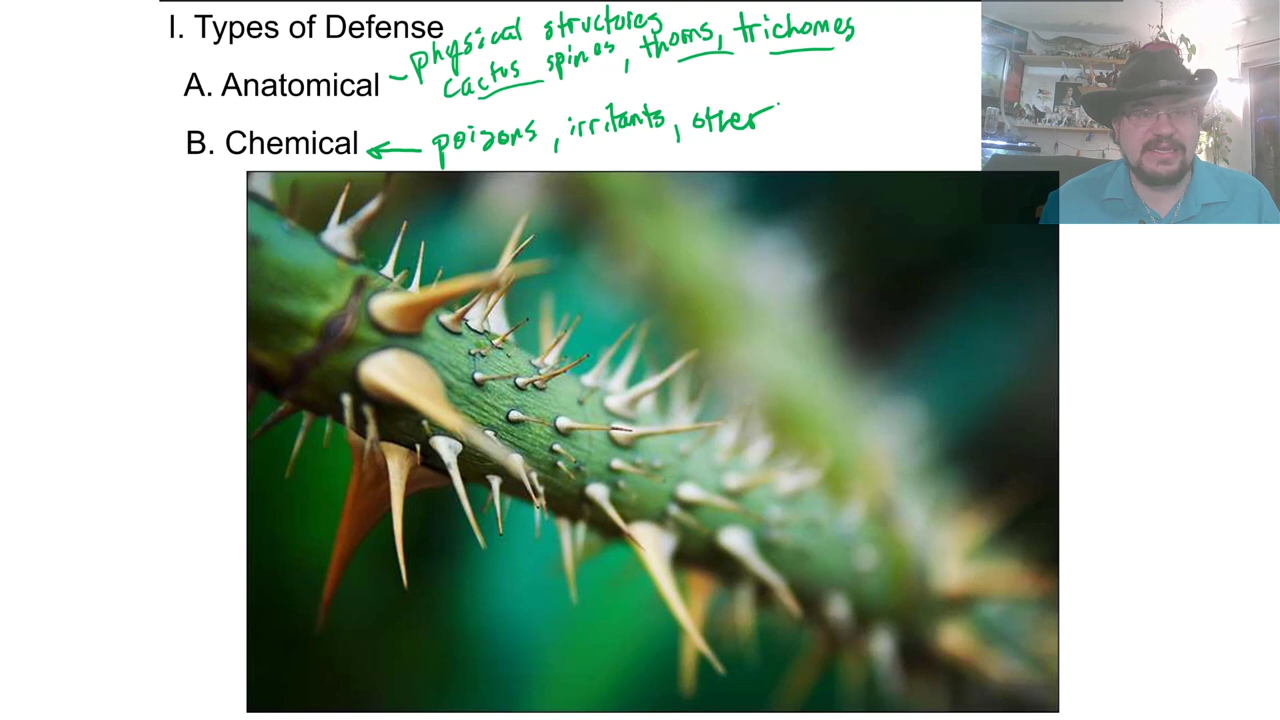 I. Types of Defense
physical structures
A. Anatomical - cactus spines, thorns, trichomes
B. Chemical ← poisons, irritants, other